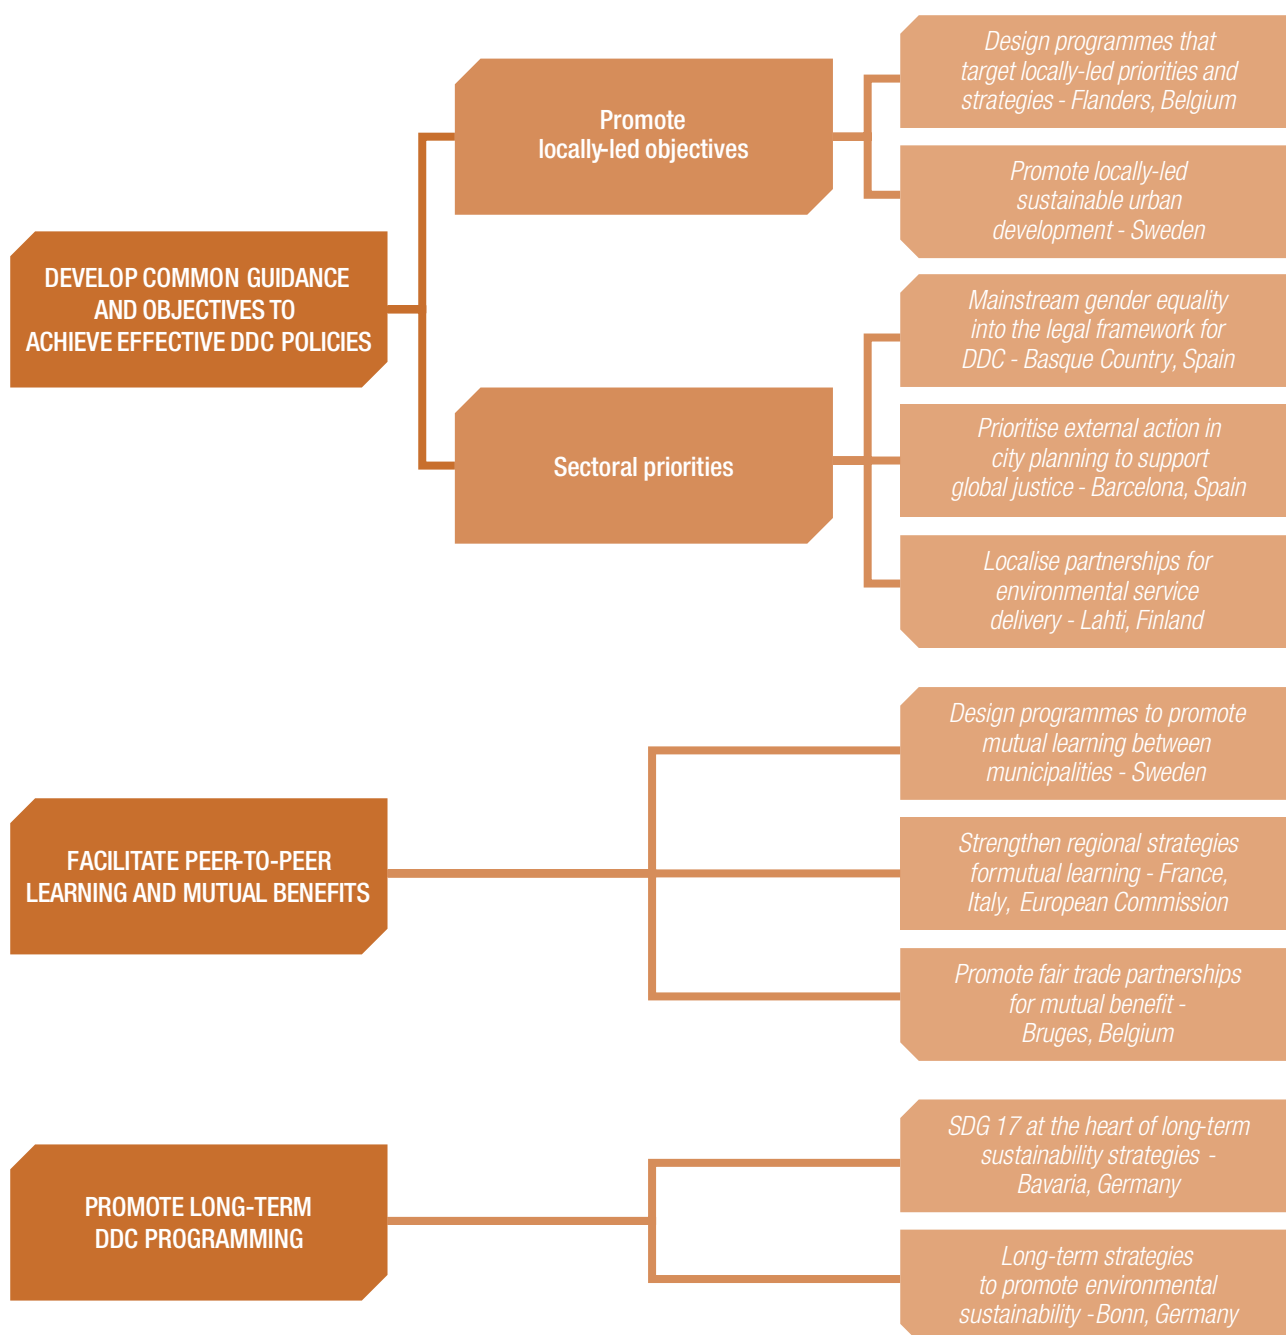 DEVELOP COMMON GUIDANCE
AND OBJECTIVES TO
ACHIEVE EFFECTIVE DDC POLICIES
Promote
locally-led objectives
Design programmes that
target locally-led priorities and
strategies - Flanders, Belgium
Promote locally-led
sustainable urban
development - Sweden
Sectoral priorities
Mainstream gender equality
into the legal framework for
DDC - Basque Country, Spain
Prioritise external action in
city planning to support
global justice - Barcelona, Spain
Localise partnerships for
environmental service
delivery - Lahti, Finland
FACILITATE PEER-TO-PEER
LEARNING AND MUTUAL BENEFITS
Design programmes to promote
mutual learning between
municipalities - Sweden
Strengthen regional strategies
formutual learning - France,
Italy, European Commission
Promote fair trade partnerships
for mutual benefit -
Bruges, Belgium
PROMOTE LONG-TERM
DDC PROGRAMMING
SDG 17 at the heart of long-term
sustainability strategies -
Bavaria, Germany
Long-term strategies
to promote environmental
sustainability -Bonn, Germany